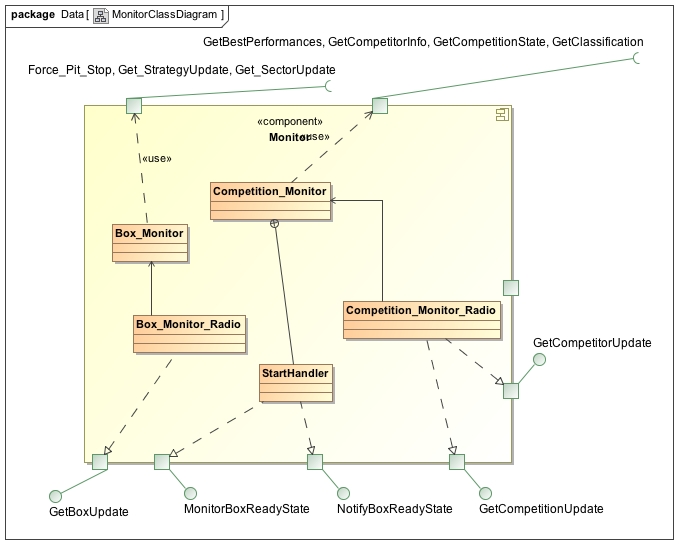 package Data[ MonitorClassDiagram ]
GetBestPerformances, GetCompetitorInfo, GetCompetitionState, GetClassification
Force_Pit_Stop, Get_StrategyUpdate, Get_SectorUpdate
«component»
Monitor
«use»
«use»
Competition_Monitor
Box_Monitor
Competition_Monitor_Radio
Box_Monitor_Radio
GetCompetitorUpdate
StartHandler
GetBoxUpdate
MonitorBoxReadyState
NotifyBoxReadyState
GetCompetitionUpdate